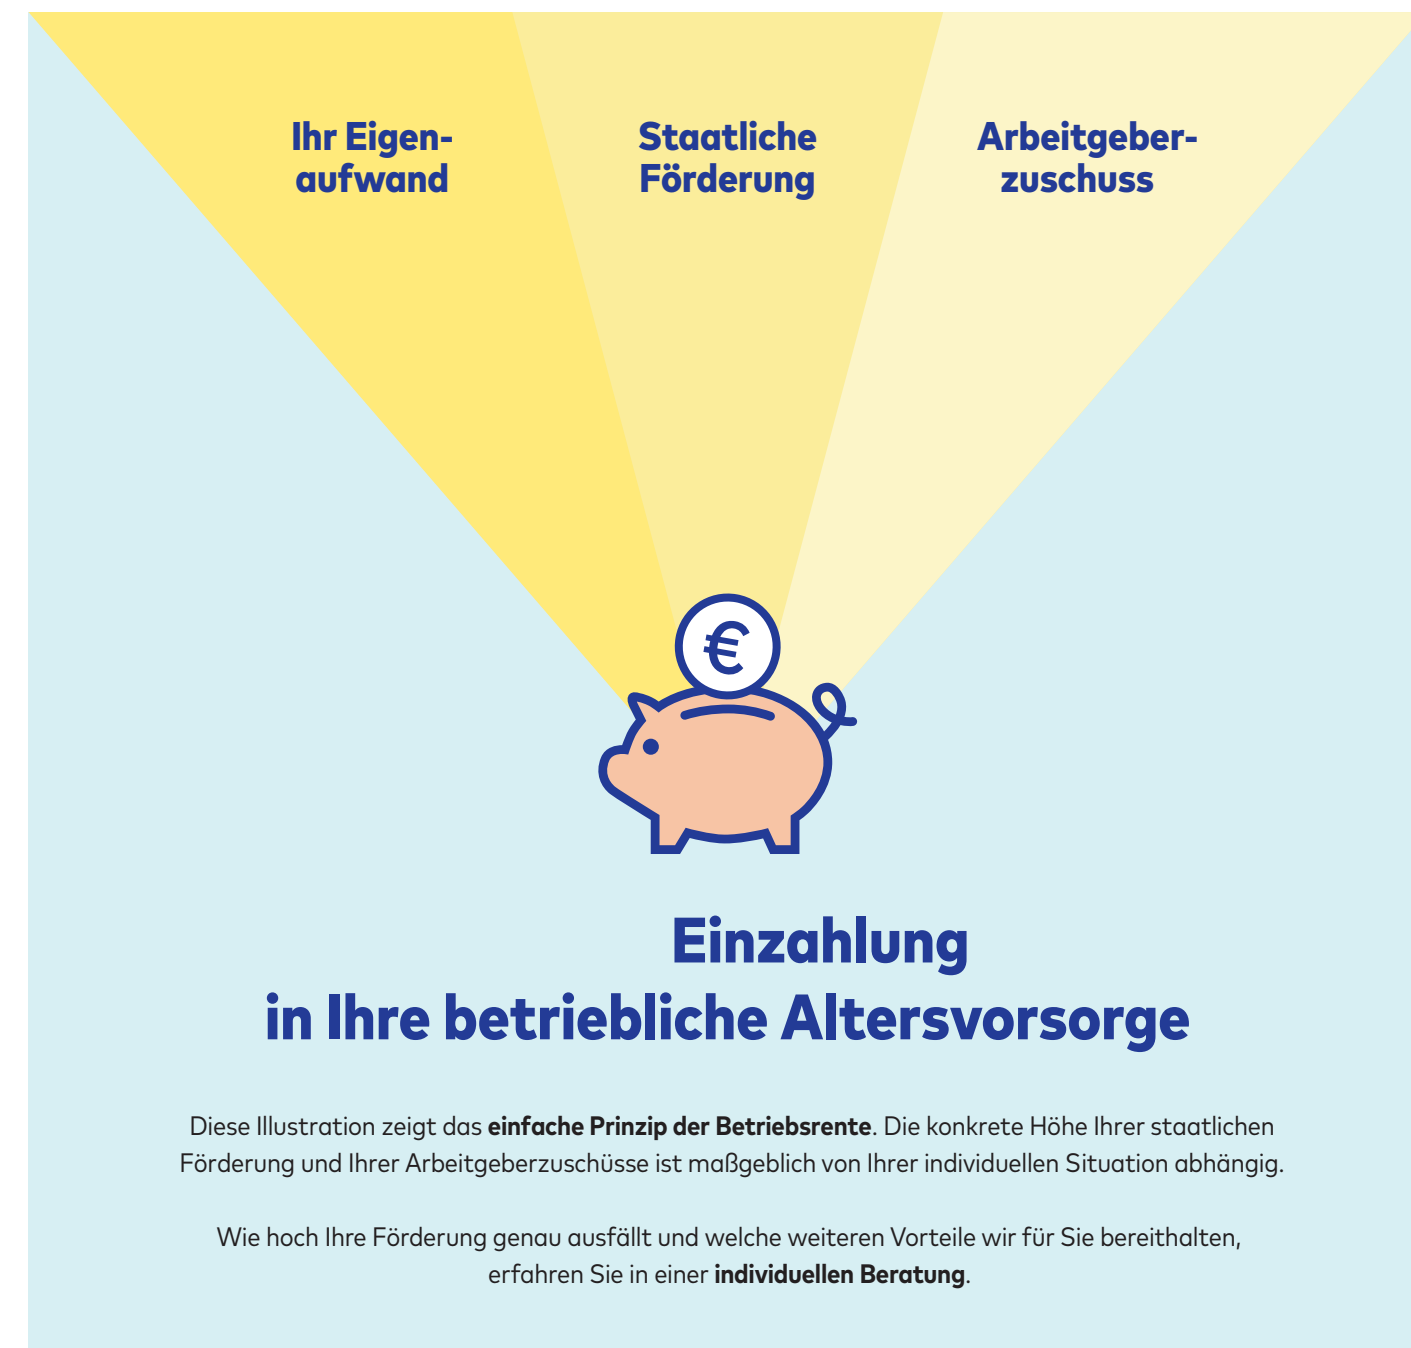 Ihr Eigen-
aufwand
Staatliche
Förderung
Arbeitgeber-
zuschuss
€
Einzahlung
in Ihre betriebliche Altersvorsorge
Diese Illustration zeigt das einfache Prinzip der Betriebsrente. Die konkrete Höhe Ihrer staatlichen
Förderung und Ihrer Arbeitgeberzuschüsse ist maßgeblich von Ihrer individuellen Situation abhängig.
Wie hoch Ihre Förderung genau ausfällt und welche weiteren Vorteile wir für Sie bereithalten,
erfahren Sie in einer individuellen Beratung.